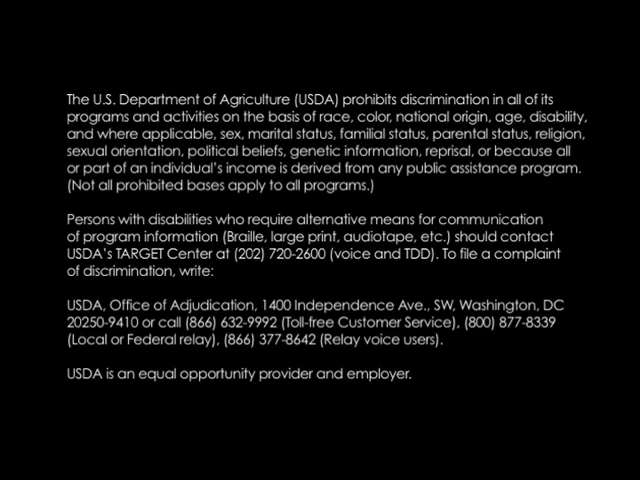 The U.S. Department of Agriculture (USDA) prohibits discrimination in all of its
programs and activities on the basis of race, color, national origin, age, disability,
and where applicable, sex, marital status, familial status, parental status, religion,
sexual orientation, political beliefs, genetic information, reprisal, or because all
or part of an individual's income is derived from any public assistance program.
(Not all prohibited bases apply to all programs.)
Persons with disabilities who require alternative means for communication
of program information (Braille, large print, audiotape, etc.) should contact
USDA's TARGET Center at (202) 720-2600 (voice and TDD). To file a complaint
of discrimination, write:
USDA, Office of Adjudication, 1400 Independence Ave., SW, Washington, DC
20250-9410 or call (866) 632-9992 (Toll-free Customer Service), (800) 877-8339
(Local or Federal relay), (866) 377-8642 (Relay voice users).
USDA is an equal opportunity provider and employer.